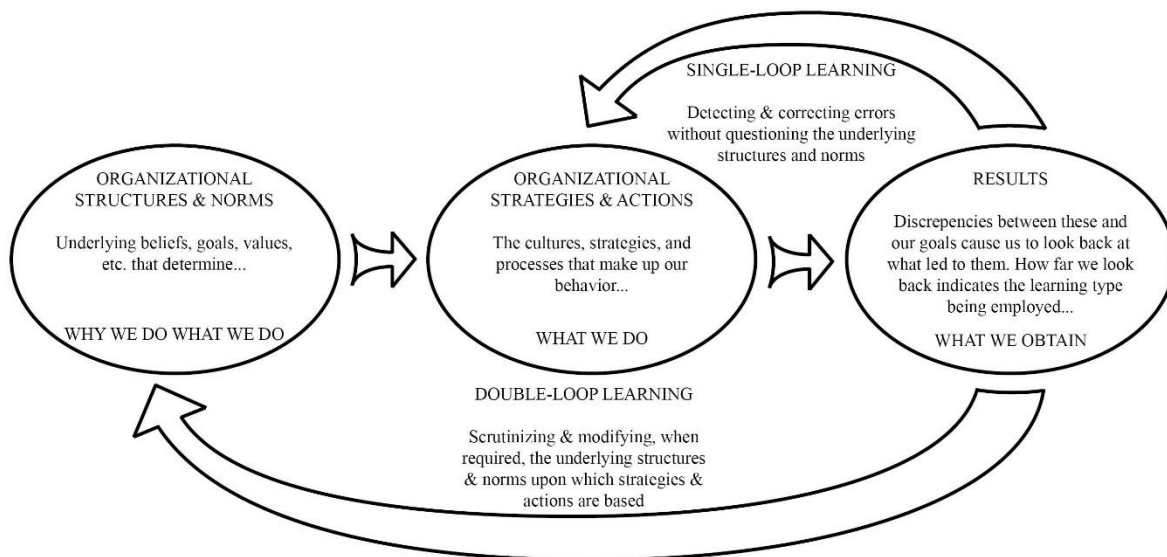 SINGLE-LOOP LEARNING
Detecting & correcting errors
without questioning the underlying
structures and norms
ORGANIZATIONAL
STRUCTURES & NORMS
Underlying beliefs, goals, values,
etc. that determine...
WHY WE DO WHAT WE DO
ORGANIZATIONAL
STRATEGIES & ACTIONS
The cultures, strategies, and
processes that make up our
behavior...
WHAT WE DO
RESULTS
Discrepencies between these and
our goals cause us to look back at
what led to them. How far we look
back indicates the learning type
being employed...
WHAT WE OBTAIN
DOUBLE-LOOP LEARNING
Scrutinizing & modifying, when
required, the underlying structures
& norms upon which strategies &
actions are based